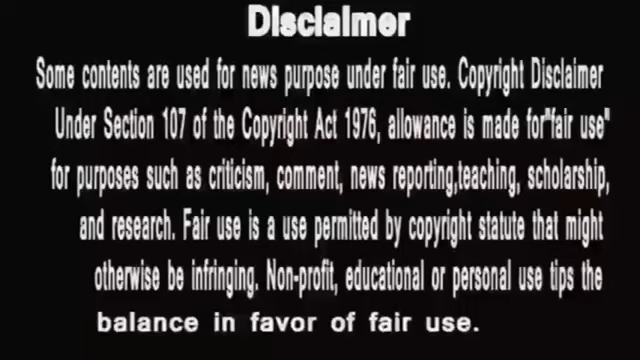 Disclaimer
Some contents are used for news purpose under fair use. Copyright Disclaimer
Under Section 107 of the Copyright Act 1976, allowance is made for"fair use"
for purposes such as criticism, comment, news reporting,teaching, scholarship,
and research. Fair use is a use permitted by copyright statute that might
otherwise be infringing. Non-profit, educational or personal use tips the
balance in favor of fair use.